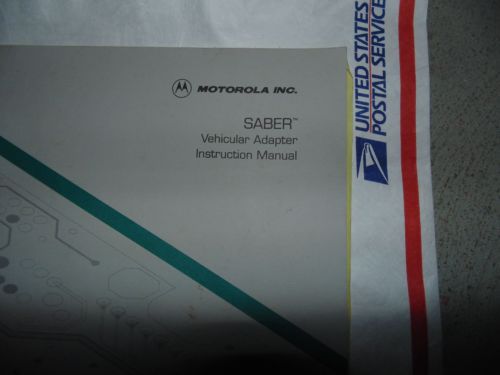 MOTOROLA INC.
SABER™
Vehicular Adapter
Instruction Manual
UNITED STATES
POSTAL SERVICE